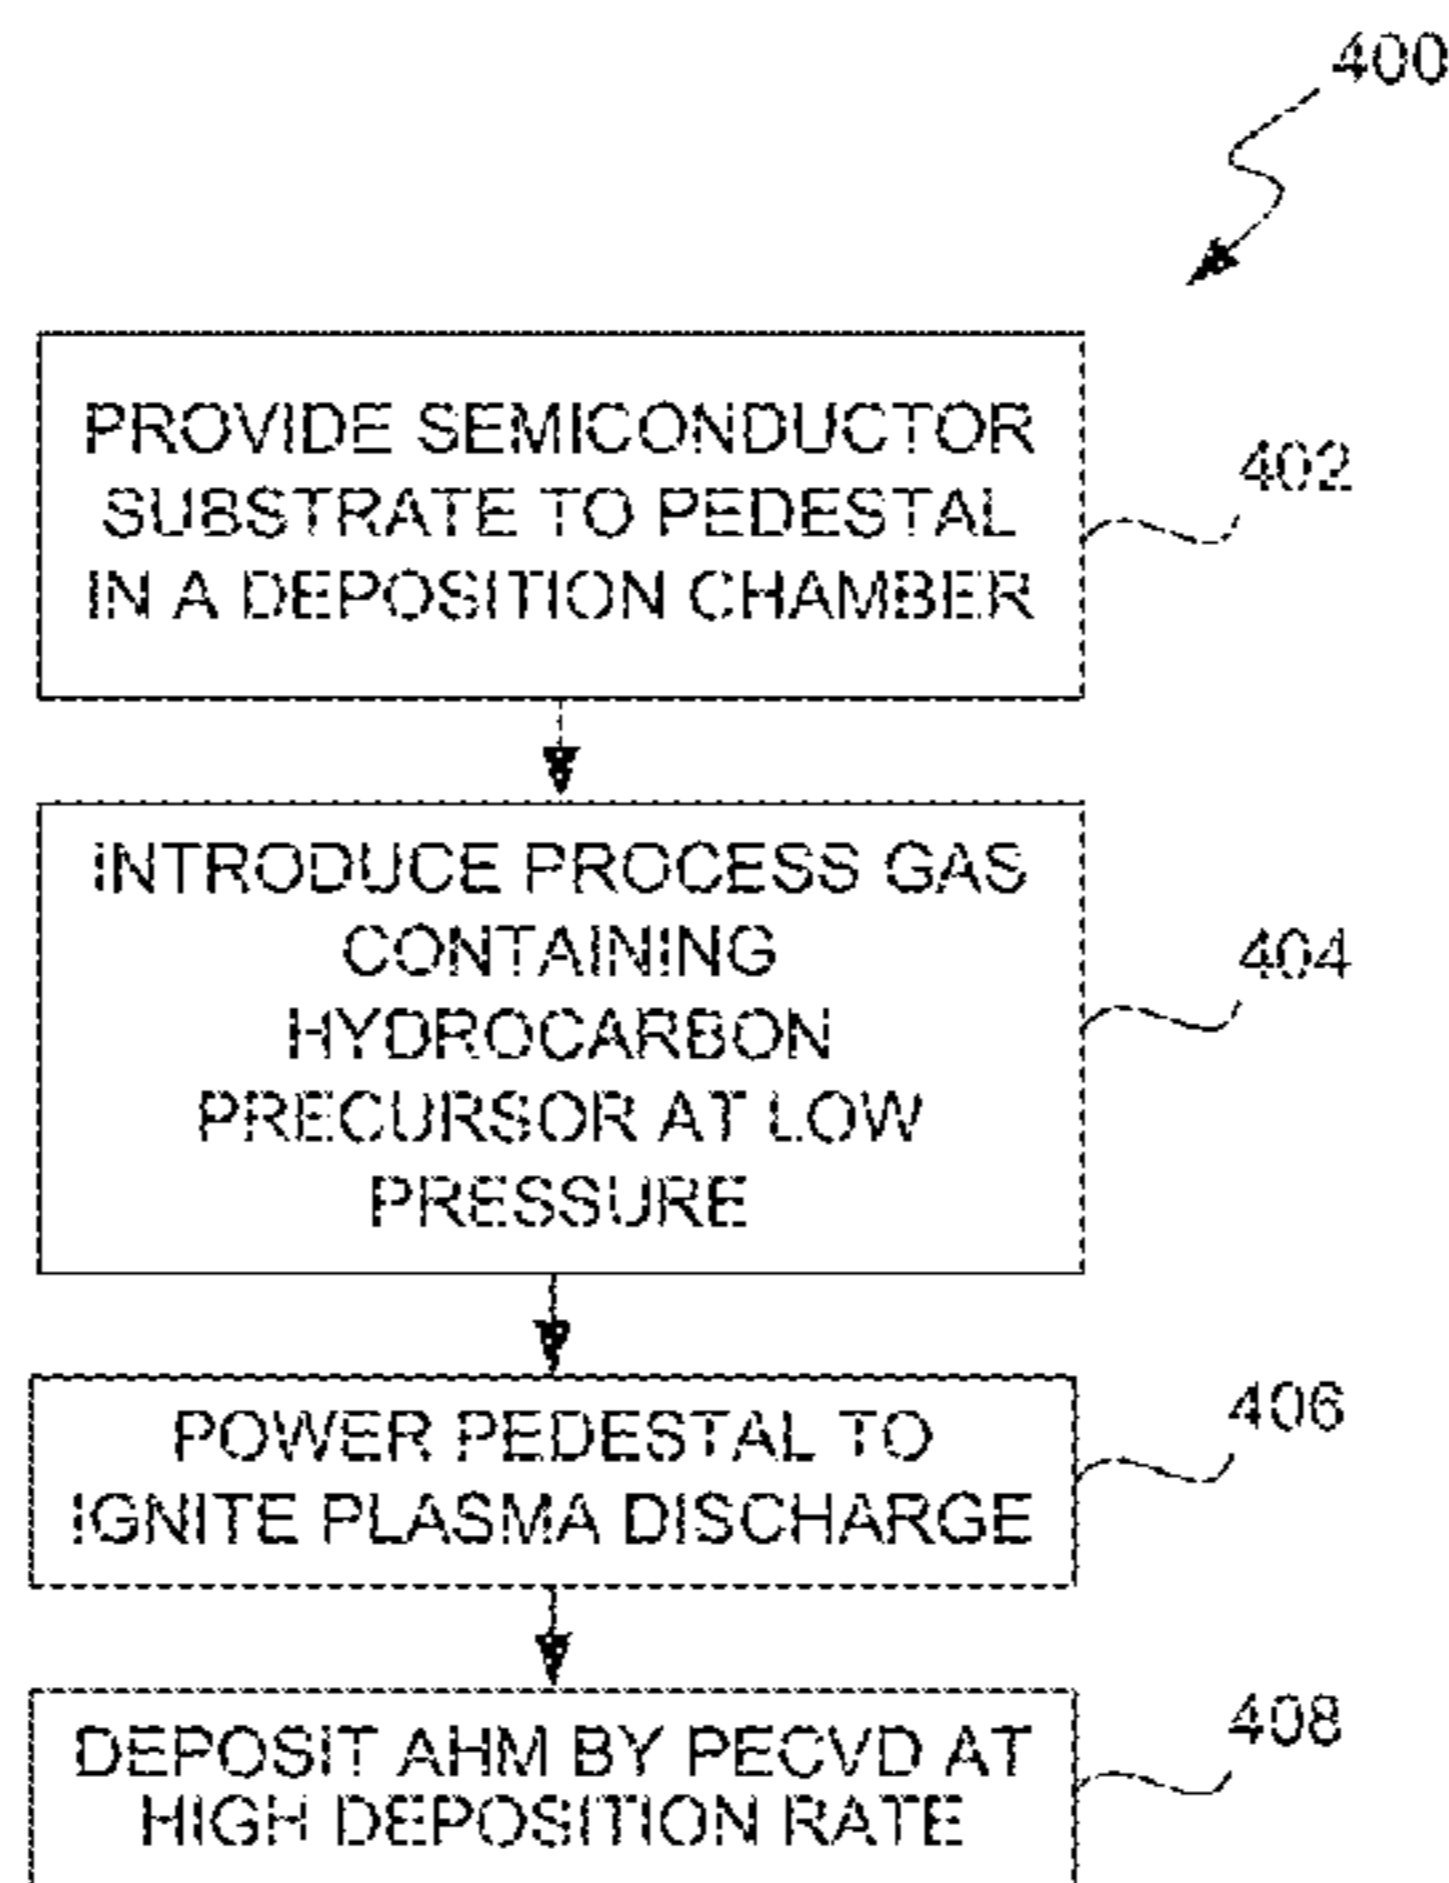 400
PROVIDE SEMICONDUCTOR
SUBSTRATE TO PEDESTAL
IN A DEPOSITION CHAMBER
402
INTRODUCE PROCESS GAS
CONTAINING
HYDROCARBON
PRECURSOR AT LOW
PRESSURE
404
POWER PEDESTAL TO
IGNITE PLASMA DISCHARGE
406
DEPOSIT AHM BY PECVD AT
HIGH DEPOSITION RATE
408